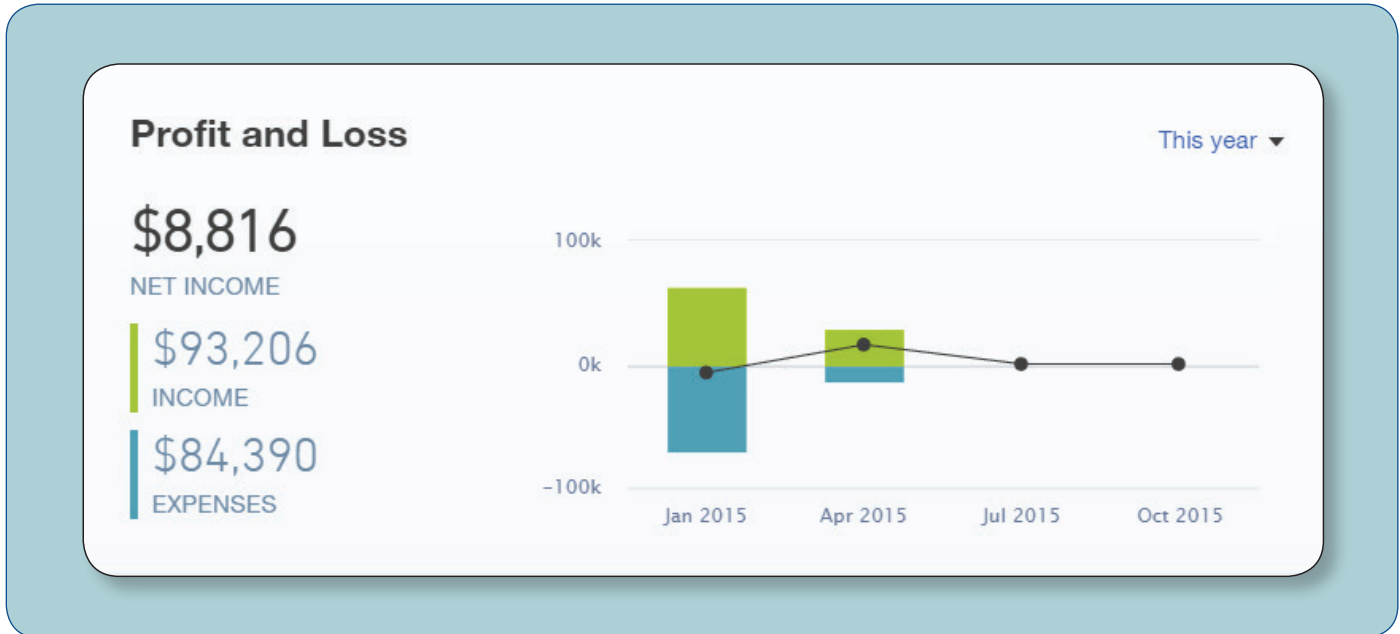 Profit and Loss
This year
$8,816
NET INCOME
$93,206
INCOME
$84,390
EXPENSES
100k
0k
–100k
Jan 2015 Apr 2015 Jul 2015 Oct 2015